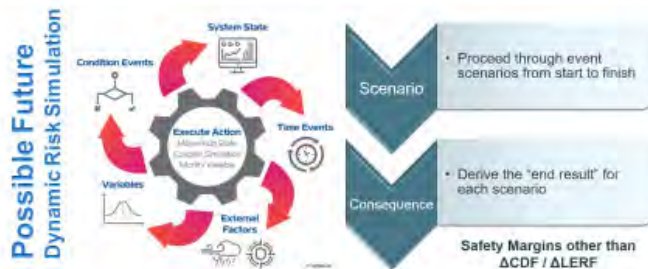 Possible Future
Dynamic Risk Simulation
System State
Condition Events
Execute Action
Time Events
Variables
External
Factors
Scenario
• Proceed through event
scenarios from start to finish
Consequence
• Derive the "end result" for
each scenario
Safety Margins other than
ΔCDF / ΔLERF